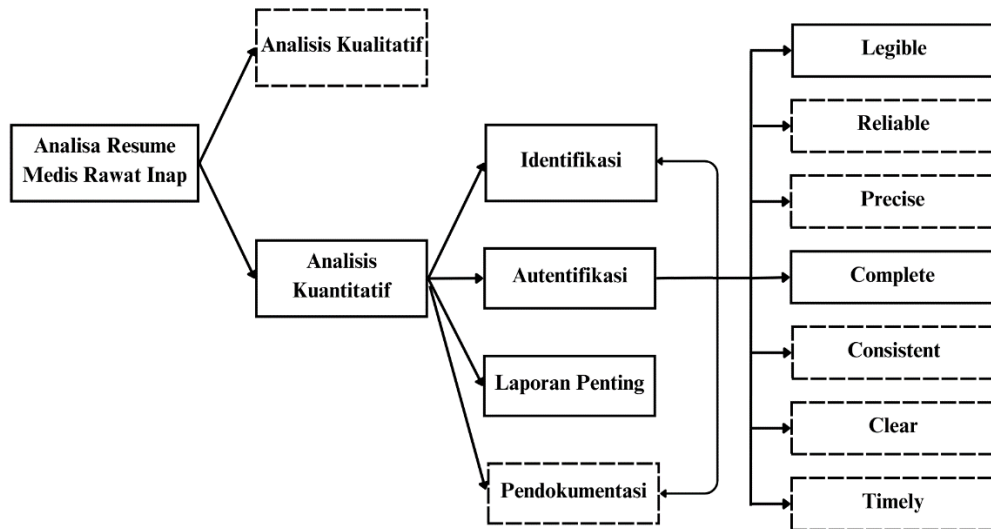 Analisis Kualitatif
Analisa Resume
Medis Rawat Inap
Analisis
Kuantitatif
Identifikasi
Autentifikasi
Laporan Penting
Pendokumentasi
Legible
Reliable
Precise
Complete
Consistent
Clear
Timely